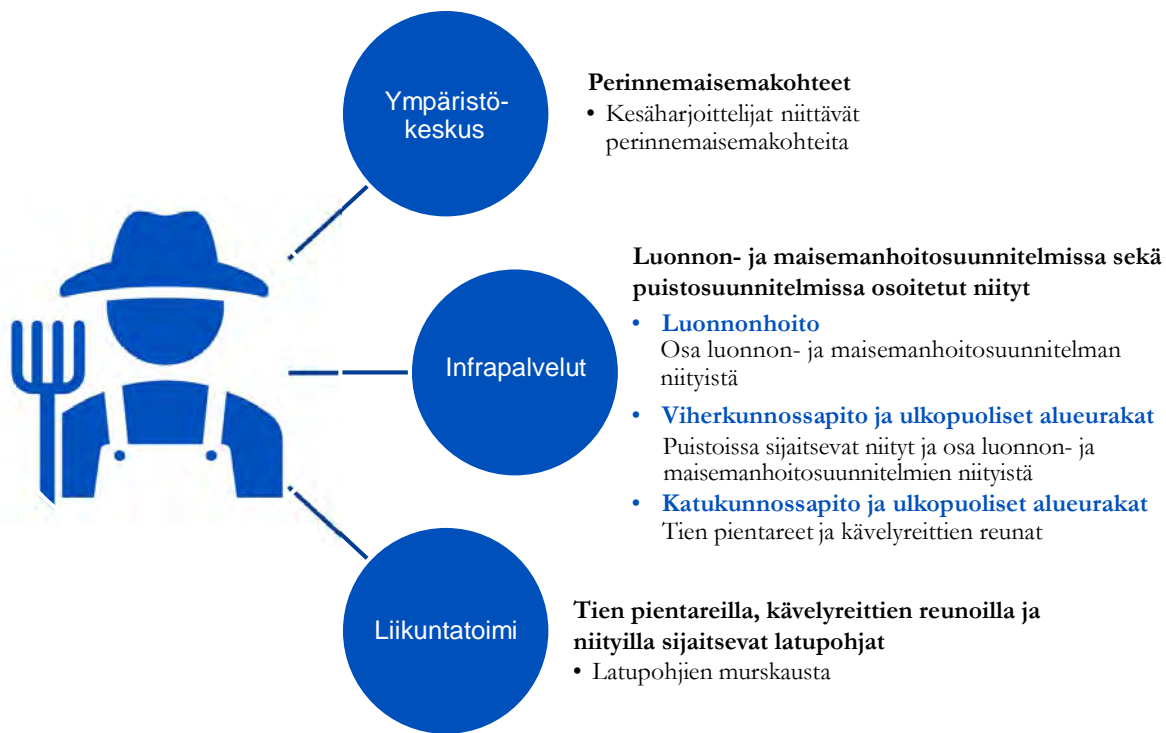 Ympäristö-
keskus
Perinnemaisemakohteet
• Kesäharjoittelijat niittävät
perinnemaisemakohteita
Infrapalvelut
Luonnon- ja maisemanhoitosuunnitelmissa sekä
puistosuunnitelmissa osoitetut niityt
• Luonnonhoito
Osa luonnon- ja maisemanhoitosuunnitelman
niityistä
• Viherkunnossapito ja ulkopuoliset alueurakat
Puistoissa sijaitsevat niityt ja osa luonnon- ja
maisemanhoitosuunnitelmien niityistä
• Katukunnossapito ja ulkopuoliset alueurakat
Tien pientareet ja kävelyreittien reunat
Liikuntatoimi
Tien pientareilla, kävelyreittien reunoilla ja
niityilla sijaitsevat latupohjat
• Latupohjien murskausta